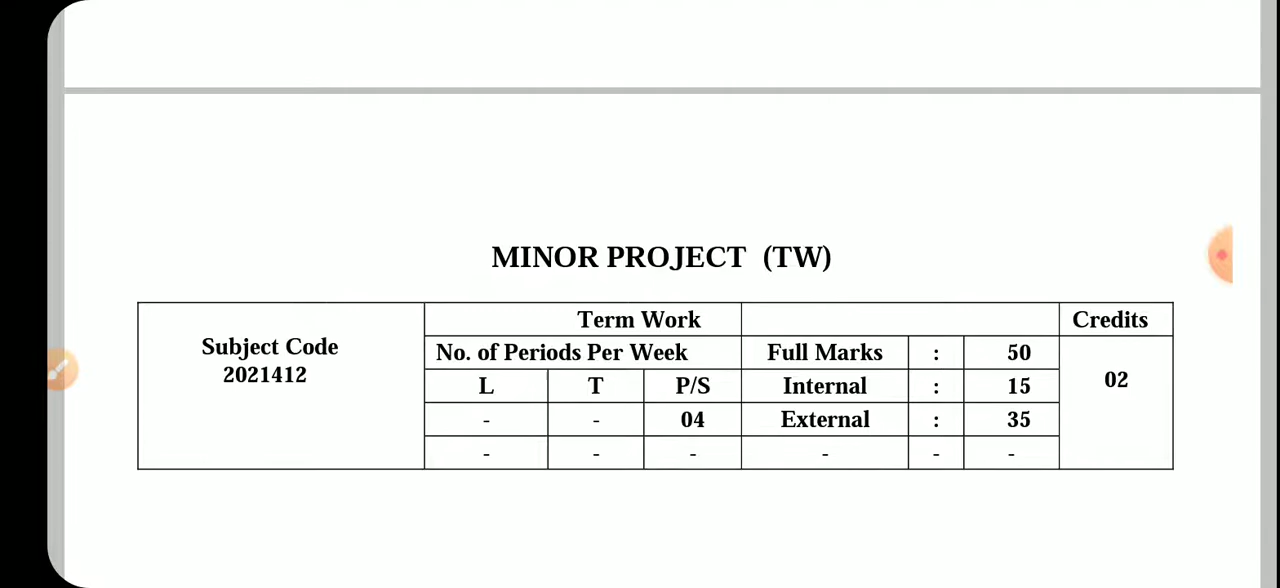 MINOR PROJECT (TW)
Subject Code
2021412
Term Work
Credits
No. of Periods Per Week
Full Marks : 50
02
L T P/S Internal : 15
- - 04 External : 35
- - - - - -